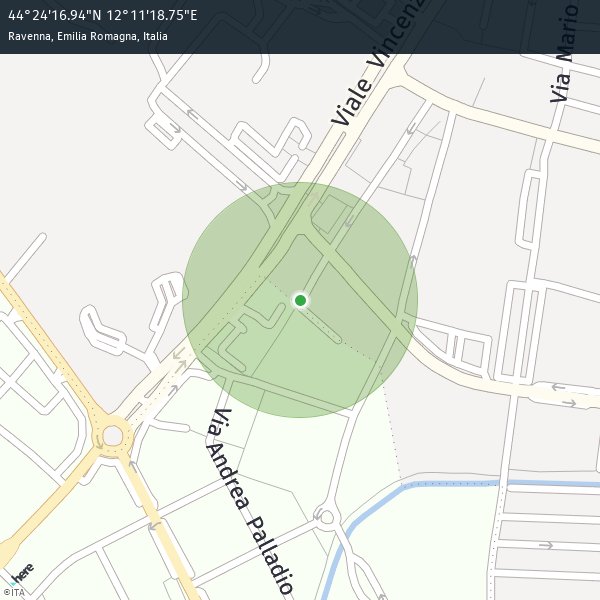 44°24'16.94"N 12°11'18.75"E
Ravenna, Emilia Romagna, Italia
Viale Vincenz
Via Mario
Via Andrea Palladio
here
©ITA